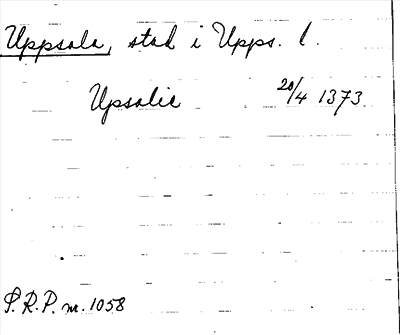 Uppsala, stad i Upps. l.
Upsalie 20/4 1373.
S.R.P. nr. 1058